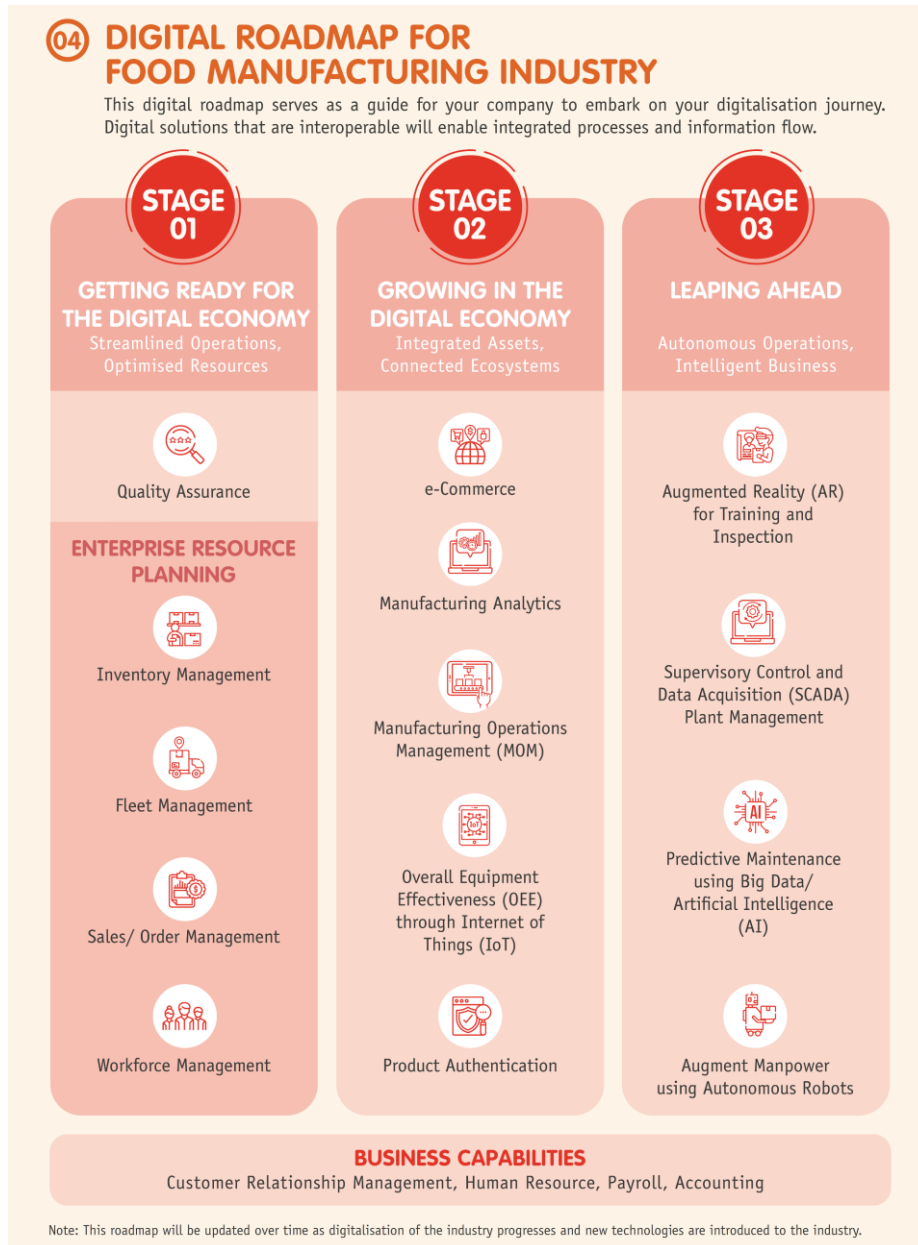 04
DIGITAL ROADMAP FOR
FOOD MANUFACTURING INDUSTRY
This digital roadmap serves as a guide for your company to embark on your digitalisation journey.
Digital solutions that are interoperable will enable integrated processes and information flow.
STAGE
01
GETTING READY FOR
THE DIGITAL ECONOMY
Streamlined Operations,
Optimised Resources
Quality Assurance
ENTERPRISE RESOURCE
PLANNING
Inventory Management
Fleet Management
Sales/ Order Management
Workforce Management
STAGE
02
GROWING IN THE
DIGITAL ECONOMY
Integrated Assets,
Connected Ecosystems
e-Commerce
Manufacturing Analytics
Manufacturing Operations
Management (MOM)
IoT
Overall Equipment
Effectiveness (OEE)
through Internet of
Things (IoT)
Product Authentication
STAGE
03
LEAPING AHEAD
Autonomous Operations,
Intelligent Business
Augmented Reality (AR)
for Training and
Inspection
Supervisory Control and
Data Acquisition (SCADA)
Plant Management
AI
Predictive Maintenance
using Big Data/
Artificial Intelligence
(AI)
Augment Manpower
using Autonomous Robots
BUSINESS CAPABILITIES
Customer Relationship Management, Human Resource, Payroll, Accounting
Note: This roadmap will be updated over time as digitalisation of the industry progresses and new technologies are introduced to the industry.